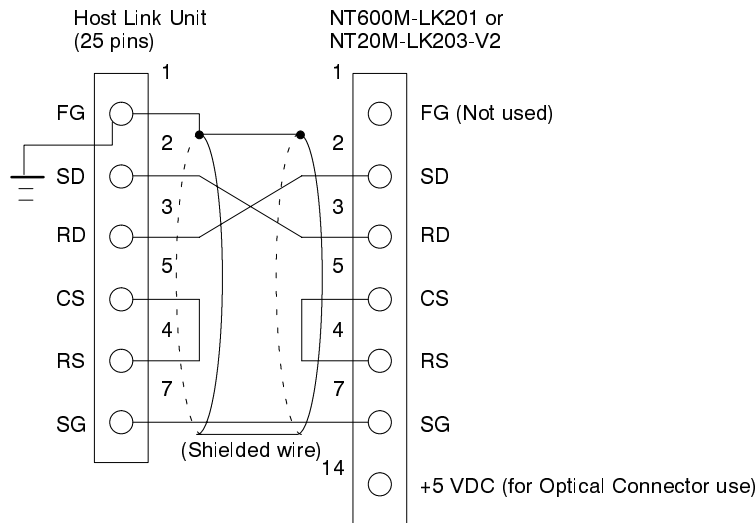 Host Link Unit
(25 pins)
NT600M-LK201 or
NT20M-LK203-V2
1
1
FG
FG (Not used)
2
2
SD
SD
3
3
RD
RD
5
5
CS
CS
4
4
RS
RS
7
7
SG
SG
(Shielded wire)
14
+5 VDC (for Optical Connector use)